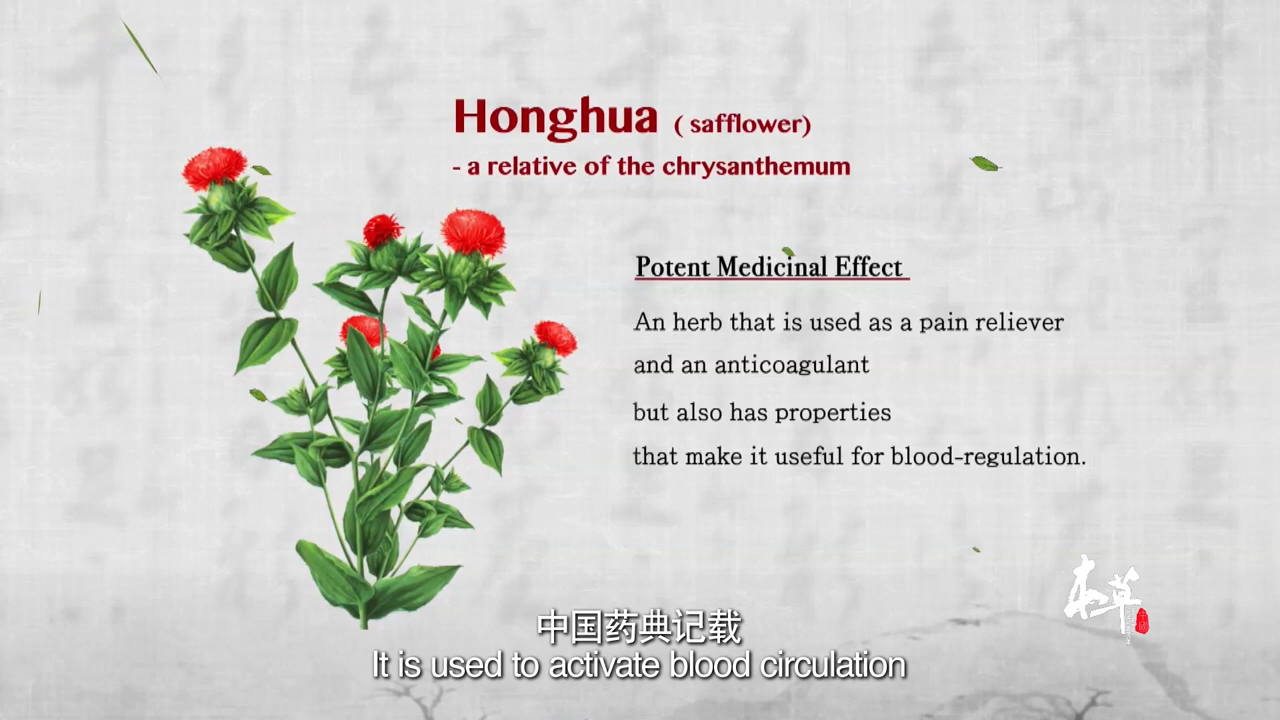 Honghua ( safflower)
- a relative of the chrysanthemum
Potent Medicinal Effect
An herb that is used as a pain reliever
and an anticoagulant
but also has properties
that make it useful for blood-regulation.
本草
中国药典记载
It is used to activate blood circulation